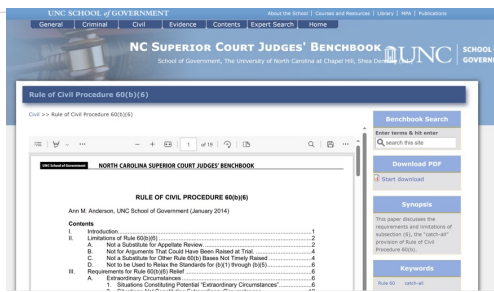 UNC SCHOOL of GOVERNMENT
About the School | Courses and Resources | Library | MPA | Publications
General Criminal Civil Evidence Contents Expert Search Home
NC SUPERIOR COURT JUDGES' BENCHBOOK
School of Government, The University of North Carolina at Chapel Hill, Shea Denning
UNC SCHOOL
GOVERN
Rule of Civil Procedure 60(b)(6)
Civil >> Rule of Civil Procedure 60(b)(6)
1 of 19
UNC School of Government NORTH CAROLINA SUPERIOR COURT JUDGES' BENCHBOOK
RULE OF CIVIL PROCEDURE 60(b)(6)
Ann M. Anderson, UNC School of Government (January 2014)
Contents
I. Introduction....1
II. Limitations of Rule 60(b)(6)....2
A. Not a Substitute for Appellate Review....2
B. Not for Arguments That Could Have Been Raised at Trial....4
C. Not a Substitute for Other Rule 60(b) Bases Not Timely Raised....6
D. Not to be Used to Relax the Standards for (b)(1) through (b)(5)....6
III. Requirements for Rule 60(b)(6) Relief....6
A. Extraordinary Circumstances....6
1. Situations Constituting Potential "Extraordinary Circumstances"....6
Benchbook Search
Enter terms & hit enter
search this site
Download PDF
Start download
Synopsis
This paper discusses the
requirements and limitations of
subsection (6), the "catch-all"
provision of Rule of Civil
Procedure 60(b).
Keywords
Rule 60 catch-all